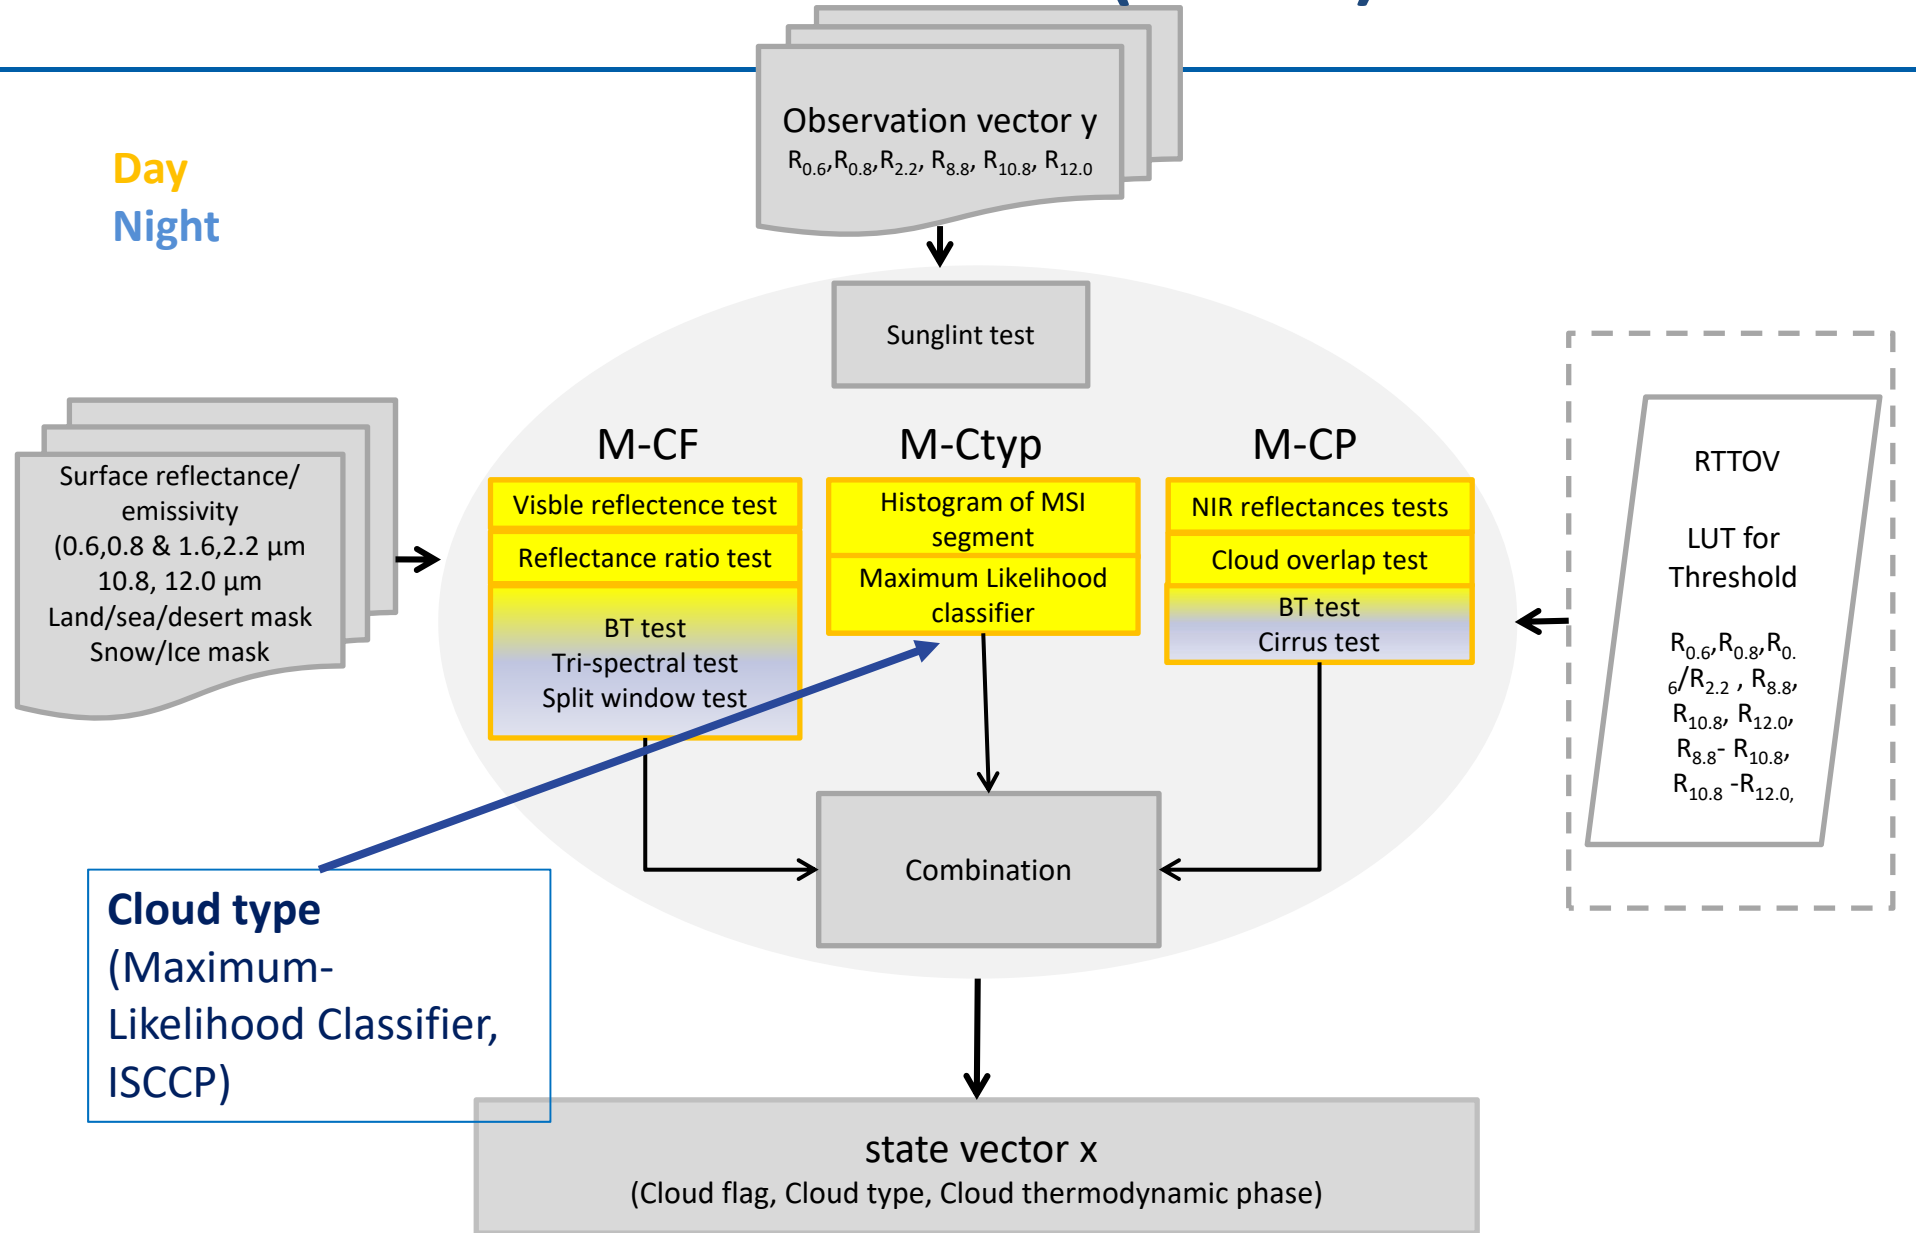 Observation vector y
R0.6,R0.8,R2.2, R8.8, R10.8, R12.0
Day
Night
Sunglint test
M-CF
M-Ctyp
M-CP
Surface reflectance/
emissivity
(0.6,0.8 & 1.6,2.2 µm
10.8, 12.0 µm
Land/sea/desert mask
Snow/Ice mask
Visble reflectence test
Reflectance ratio test
BT test
Tri-spectral test
Split window test
Histogram of MSI
segment
Maximum Likelihood
classifier
NIR reflectances tests
Cloud overlap test
BT test
Cirrus test
RTTOV
LUT for
Threshold
R0.6,R0.8,R0.
6/R2.2 , R8.8,
R10.8, R12.0,
R8.8- R10.8,
R10.8 -R12.0,
Combination
Cloud type
(Maximum-
Likelihood Classifier,
ISCCP)
state vector x
(Cloud flag, Cloud type, Cloud thermodynamic phase)